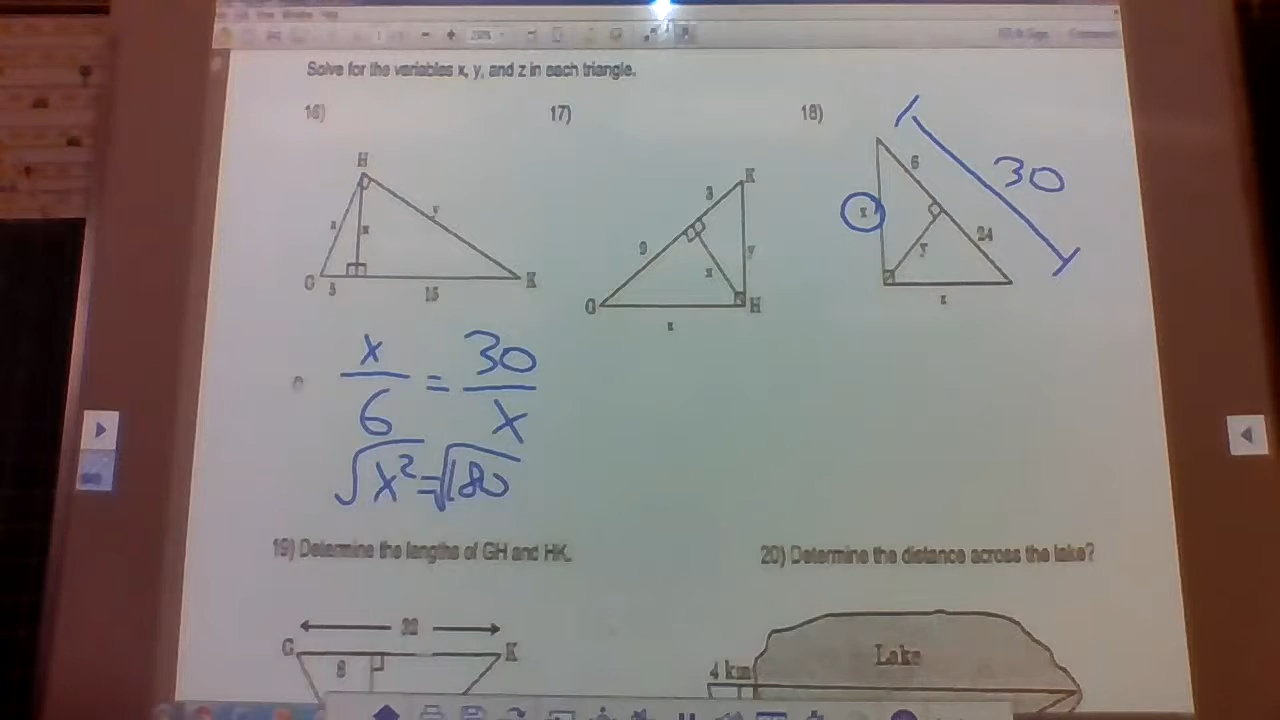 Solve for the variables x, y, and z in each triangle.
16)
17)
18)
H
x
y
G
5
15
K
K
3
9
x
y
G
H
6
30
x
24
y
x/6 = 30/x
√x² = √180
19) Determine the lengths of GH and HK.
20) Determine the distance across the lake?
G
K
8
Lake
4 km